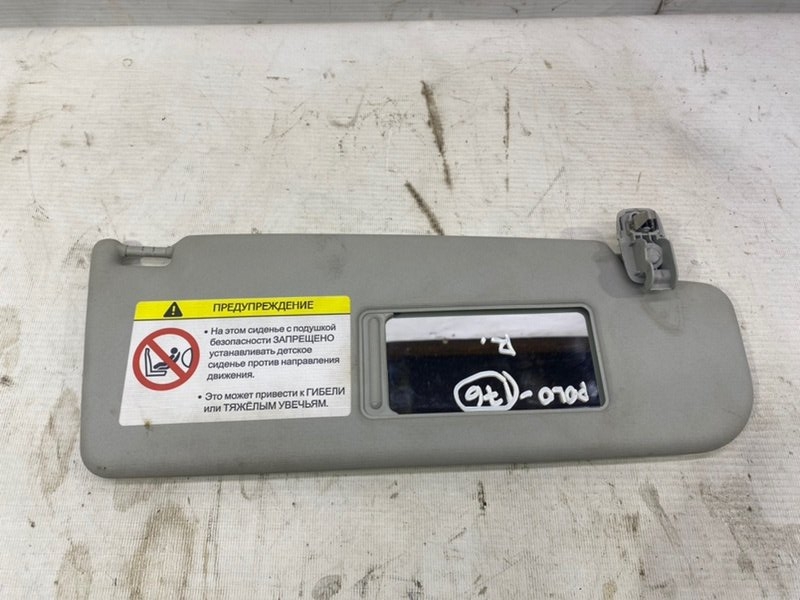 ПРЕДУПРЕЖДЕНИЕ
• На этом сиденье с подушкой
безопасности ЗАПРЕЩЕНО
устанавливать детское
сиденье против направления
движения.
• Это может привести к ГИБЕЛИ
или ТЯЖЁЛЫМ УВЕЧЬЯМ.
R.
POLO - 176